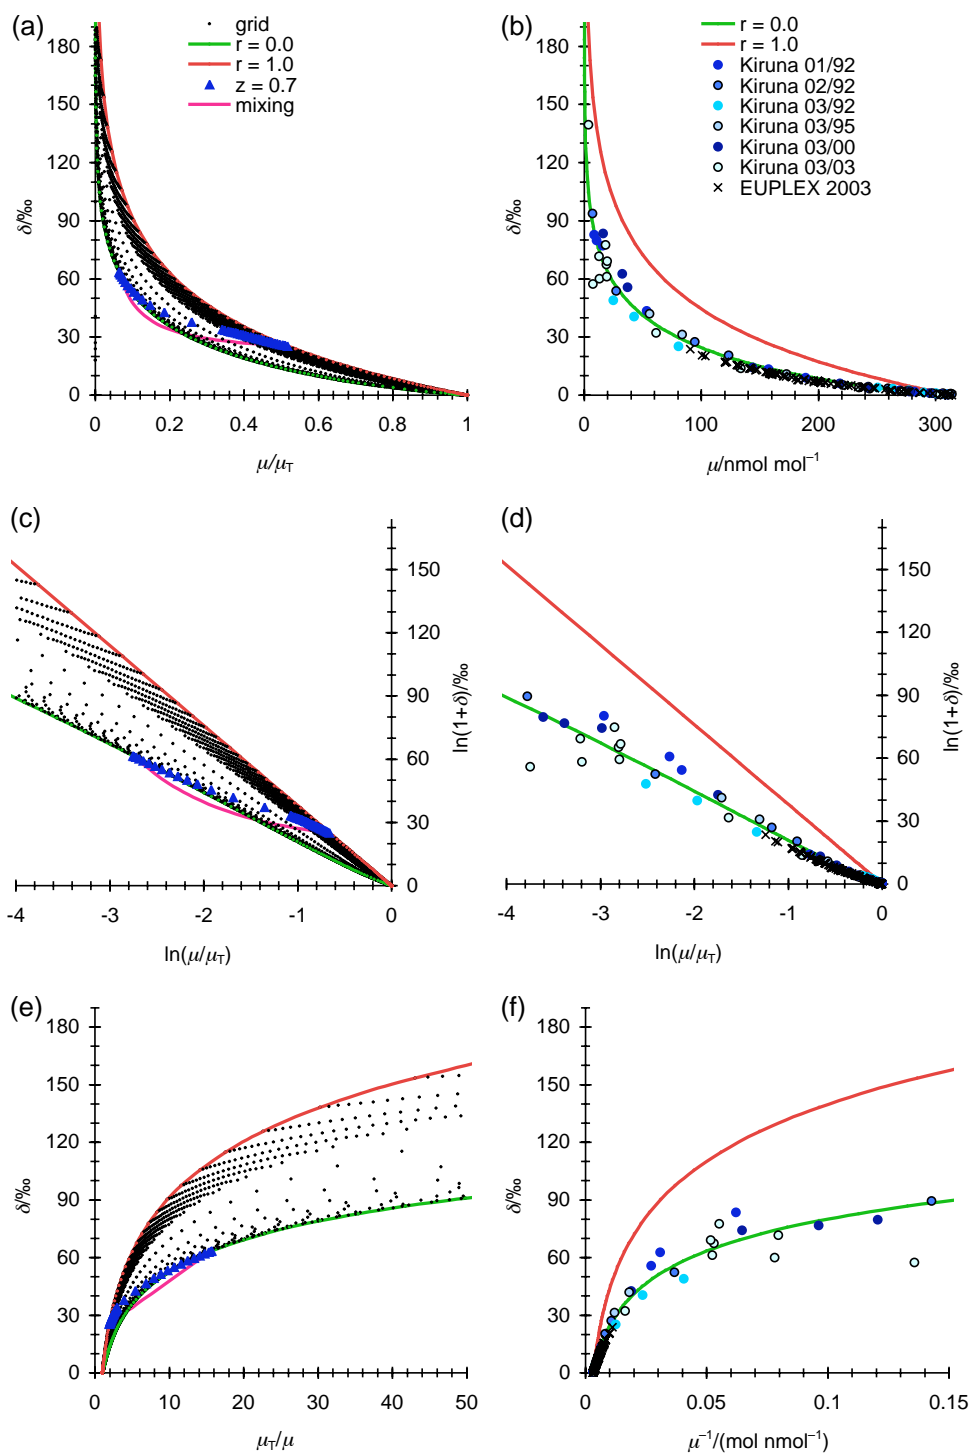 (a)
grid
r = 0.0
r = 1.0
z = 0.7
mixing
δ/‰
180
150
120
90
60
30
0
0 0.2 0.4 0.6 0.8 1
μ/μT
(b)
r = 0.0
r = 1.0
Kiruna 01/92
Kiruna 02/92
Kiruna 03/92
Kiruna 03/95
Kiruna 03/00
Kiruna 03/03
EUPLEX 2003
δ/‰
180
150
120
90
60
30
0
0 100 200 300
μ/nmol mol⁻¹
(c)
150
120
90
60
30
0
ln(1+δ)/‰
-4 -3 -2 -1 0
ln(μ/μT)
(d)
150
120
90
60
30
0
ln(1+δ)/‰
-4 -3 -2 -1 0
ln(μ/μT)
(e)
δ/‰
180
150
120
90
60
30
0
0 10 20 30 40 50
μT/μ
(f)
δ/‰
180
150
120
90
60
30
0
0 0.05 0.1 0.15
μ⁻¹/(mol nmol⁻¹)